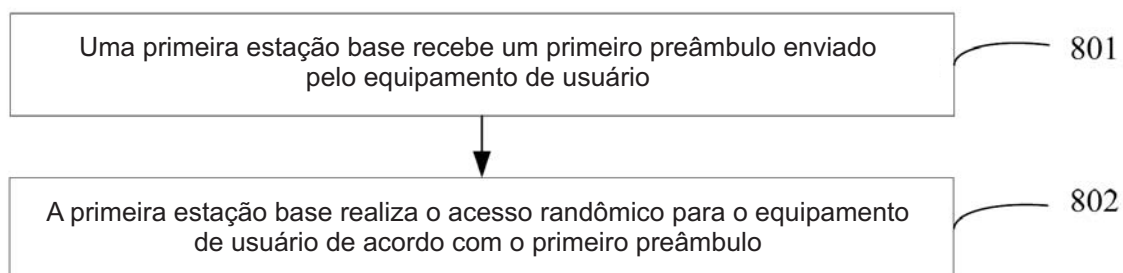 Uma primeira estação base recebe um primeiro preâmbulo enviado
pelo equipamento de usuário
801
A primeira estação base realiza o acesso randômico para o equipamento
de usuário de acordo com o primeiro preâmbulo
802